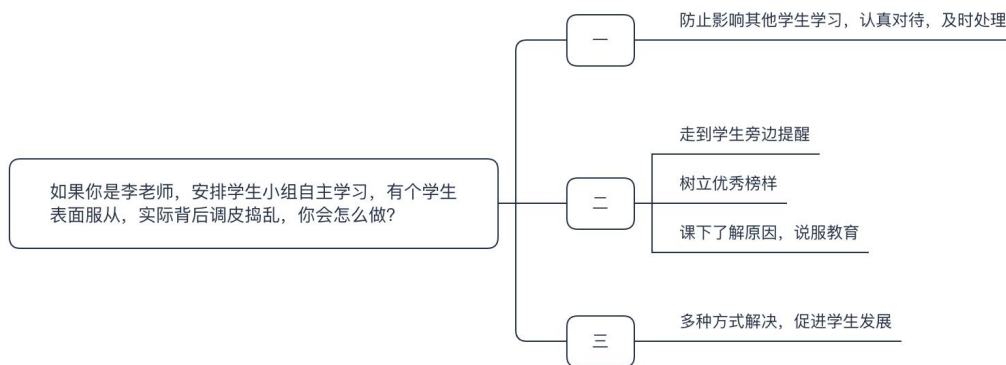 如果你是李老师，安排学生小组自主学习，有个学生
表面服从，实际背后调皮捣乱，你会怎么做？
一
防止影响其他学生学习，认真对待，及时处理
二
走到学生旁边提醒
树立优秀榜样
课下了解原因，说服教育
三
多种方式解决，促进学生发展